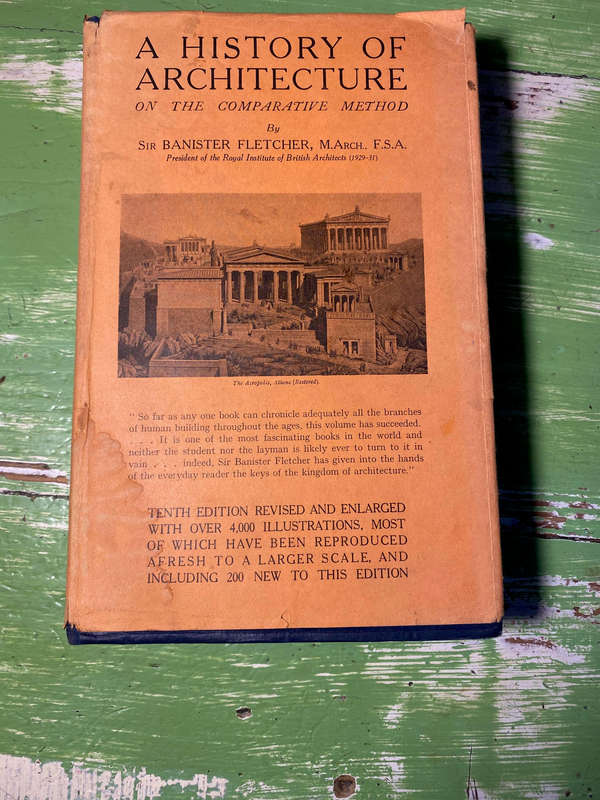 A HISTORY OF
ARCHITECTURE
ON THE COMPARATIVE METHOD
By
SIR BANISTER FLETCHER, M.ARCH. F.S.A.
President of the Royal Institute of British Architects (1929-31)
The Acropolis, Athens (Restored).
"So far as any one book can chronicle adequately all the branches
of human building throughout the ages, this volume has succeeded.
. . . . It is one of the most fascinating books in the world and
neither the student nor the layman is likely ever to turn to it in
vain . . . indeed, Sir Banister Fletcher has given into the hands
of the everyday reader the keys of the kingdom of architecture."
TENTH EDITION REVISED AND ENLARGED
WITH OVER 4,000 ILLUSTRATIONS, MOST
OF WHICH HAVE BEEN REPRODUCED
AFRESH TO A LARGER SCALE, AND
INCLUDING 200 NEW TO THIS EDITION